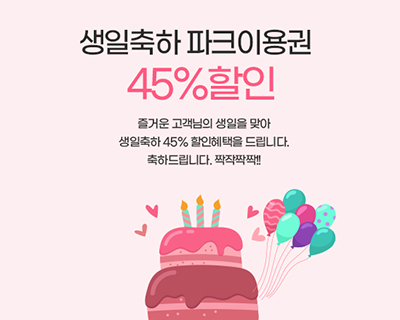 생일축하 파크이용권
45%할인
즐거운 고객님의 생일을 맞아
생일축하 45% 할인혜택을 드립니다.
축하드립니다. 짝작짝짝!!